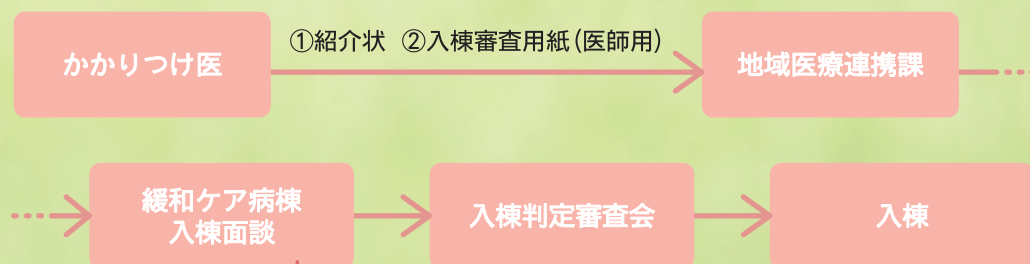 かかりつけ医
①紹介状 ②入棟審査用紙(医師用)
地域医療連携課
緩和ケア病棟
入棟面談
入棟判定審査会
入棟